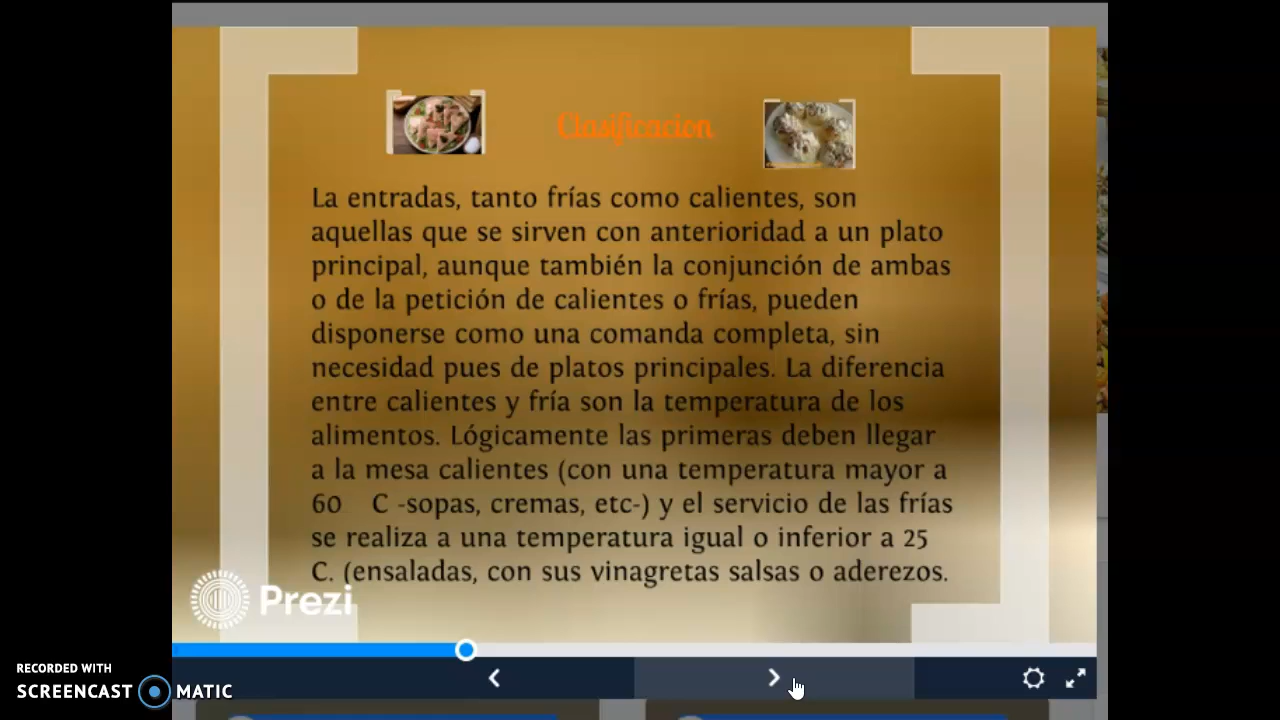 Clasificacion
La entradas, tanto frías como calientes, son
aquellas que se sirven con anterioridad a un plato
principal, aunque también la conjunción de ambas
o de la petición de calientes o frías, pueden
disponerse como una comanda completa, sin
necesidad pues de platos principales. La diferencia
entre calientes y fría son la temperatura de los
alimentos. Lógicamente las primeras deben llegar
a la mesa calientes (con una temperatura mayor a
60 C -sopas, cremas, etc-) y el servicio de las frías
se realiza a una temperatura igual o inferior a 25
C. (ensaladas, con sus vinagretas salsas o aderezos.
Prezi
RECORDED WITH
SCREENCAST MATIC